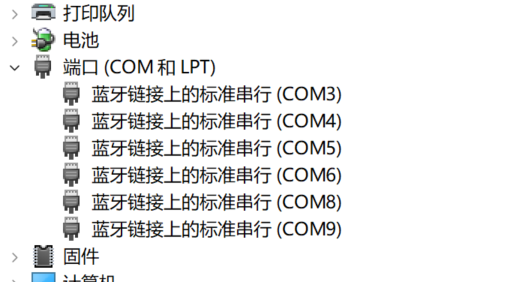 打印队列
电池
端口 (COM 和 LPT)
蓝牙链接上的标准串行 (COM3)
蓝牙链接上的标准串行 (COM4)
蓝牙链接上的标准串行 (COM5)
蓝牙链接上的标准串行 (COM6)
蓝牙链接上的标准串行 (COM8)
蓝牙链接上的标准串行 (COM9)
固件
计算机